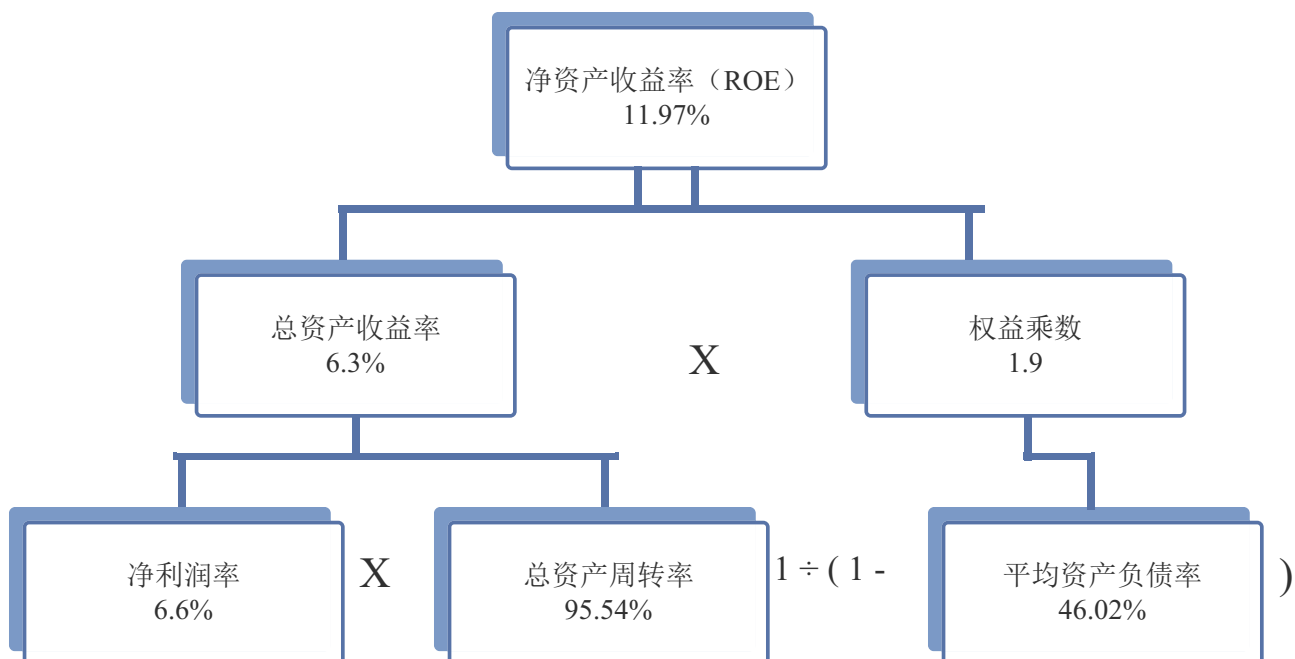 净资产收益率（ROE）
11.97%
总资产收益率
6.3%
X
权益乘数
1.9
净利润率
6.6%
X
总资产周转率
95.54%
1 ÷ ( 1 -
平均资产负债率
46.02%
)